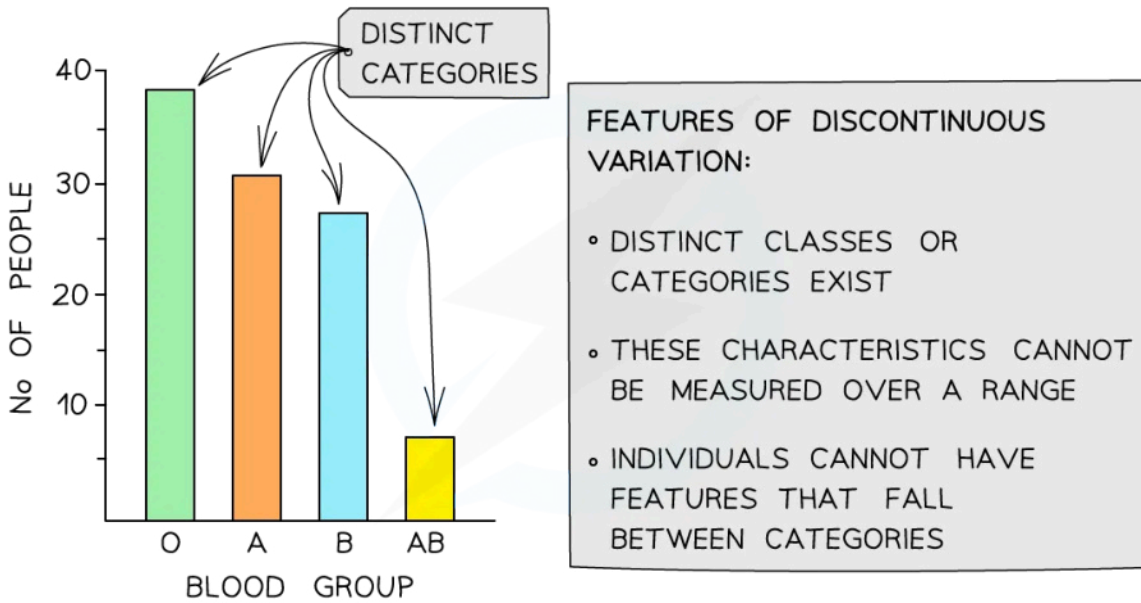 DISTINCT
CATEGORIES
40
30
20
10
No OF PEOPLE
O A B AB
BLOOD GROUP
FEATURES OF DISCONTINUOUS
VARIATION:
• DISTINCT CLASSES OR
CATEGORIES EXIST
• THESE CHARACTERISTICS CANNOT
BE MEASURED OVER A RANGE
• INDIVIDUALS CANNOT HAVE
FEATURES THAT FALL
BETWEEN CATEGORIES